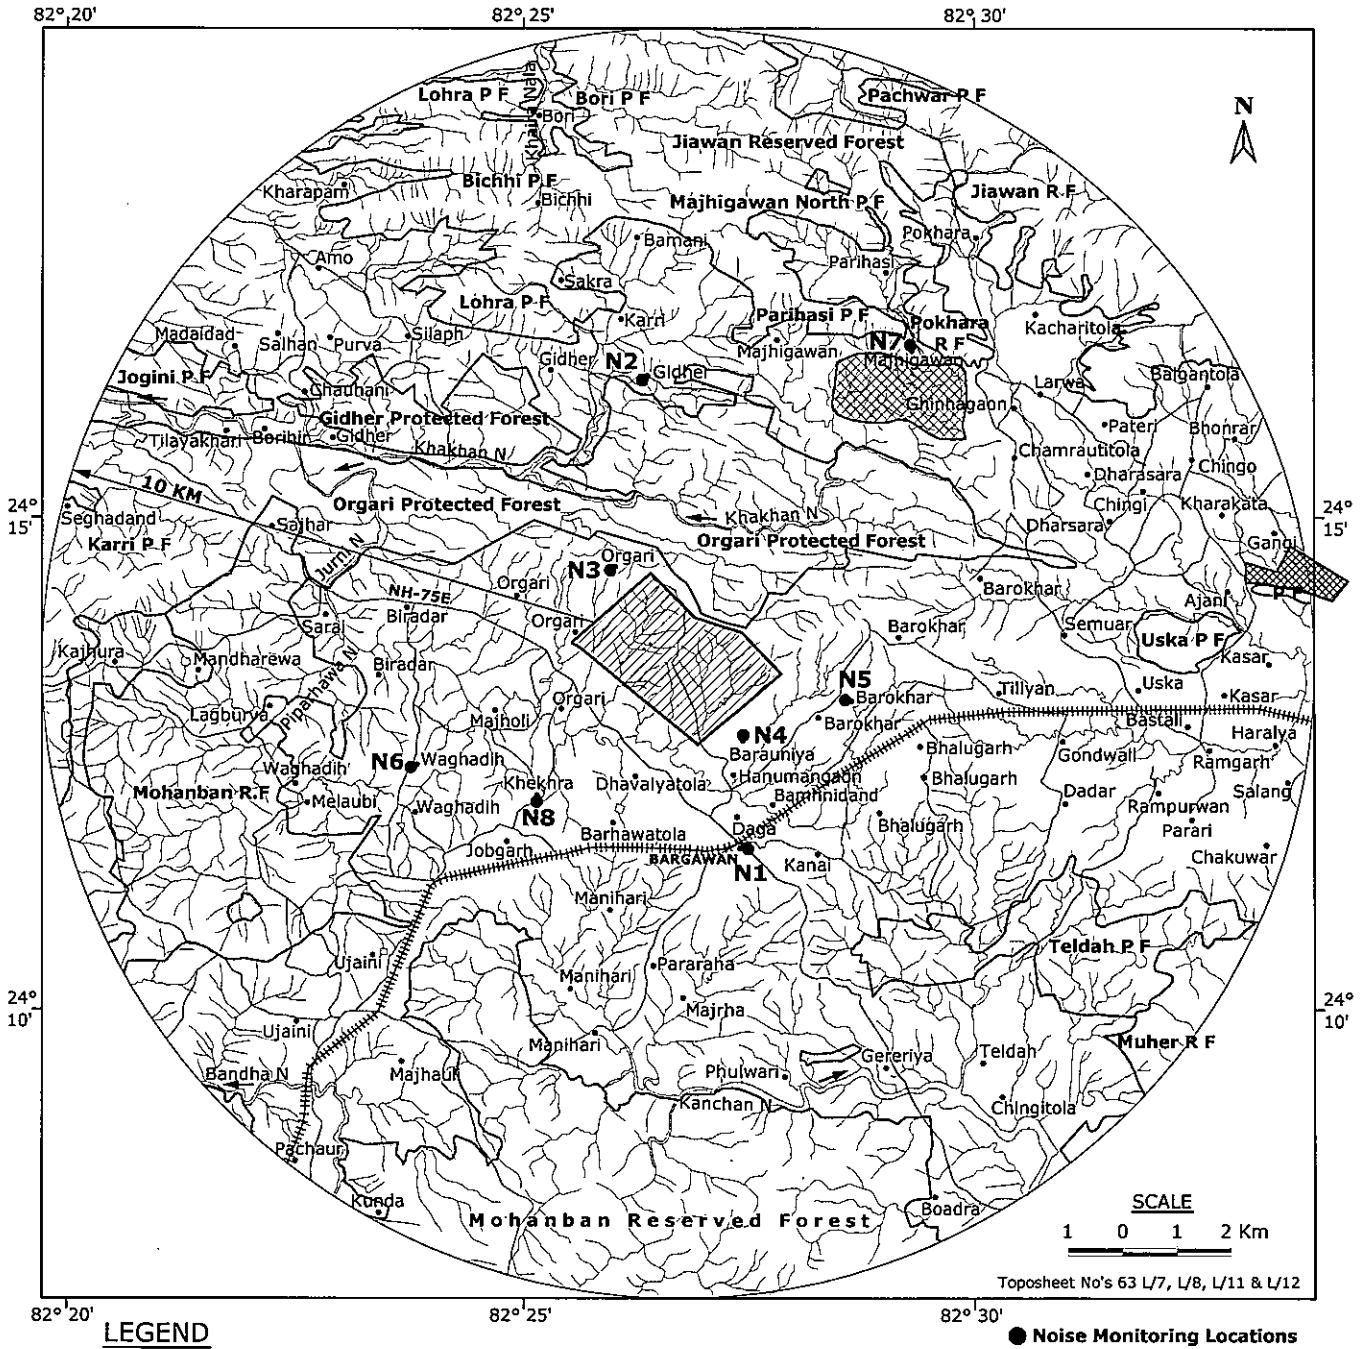 82° 20'
82° 25'
82° 30'
N
Lohra P F
Khaira Nala
Bori P F
Bori
Pachwar P F
Jiawan Reserved Forest
Kharapani
Bichhi P F
Bichhi
Majhigawan North P F
Jiawan R F
Pokhara
Bamani
Amo
Sakra
Parihasi
Lohra P F
Karri
Parihasi P F
Pokhara
R F
Kacharitola
Madaidad
Salhan
Purva
Silaph
Majhigawan
N7
Majhigawan
Gidher
N2
Gidher
Jogini P F
Chauhani
Larwa
Balgantola
Ghinhagaon
Gidher Protected Forest
Tilayakhari
Boribir
Gidher
Khakhan N
Pateri
Bhonrar
Chamrautitola
Dharasara
Chingo
10 KM
Orgari Protected Forest
Chingi
Kharakata
24°
15'
Seghadand
Karri P F
Sajhar
Khakhan N
Orgari Protected Forest
Dharsara
24°
15'
Gangi
Jurni N
N3
Orgari
NH-75E
Orgari
Barokhar
Ajani
P F
Sarai
Biradar
Orgari
Barokhar
Semuar
Uska P F
Kajhura
Mandharewa
Piparhawa N
Biradar
Kasar
N5
Barokhar
Tiliyan
Uska
Kasar
Lagburva
Majholi
Orgari
Barokhar
Bastali
N4
Barauniya
Bhalugarh
Gondwali
Haralya
Ramgarh
Waghadih
N6
Waghadih
Khekhra
Dhavalyatola
Hanumangaon
Bhalugarh
Salang
Mohanban R.F
Melaubi
Waghadih
N8
Bamhnidand
Dadar
Rampurwan
Barhawatola
Daga
Bhalugarh
Parari
Jobgarh
BARGAWAN
N1
Kanai
Chakuwar
Manihari
Ujaini
Manihari
Pararaha
Teldah P F
Majrha
24°
10'
24°
10'
Ujaini
Manihari
Muher R F
Bandha N
Majhauli
Phulwari
Gereriya
Teldah
Kanchan N
Chingitola
Pachaur
Kunda
Boadra
Mohanban Reserved Forest
SCALE
1 0 1 2 Km
Toposheet No's 63 L/7, L/8, L/11 & L/12
82° 20'
82° 25'
82° 30'
LEGEND
Noise Monitoring Locations